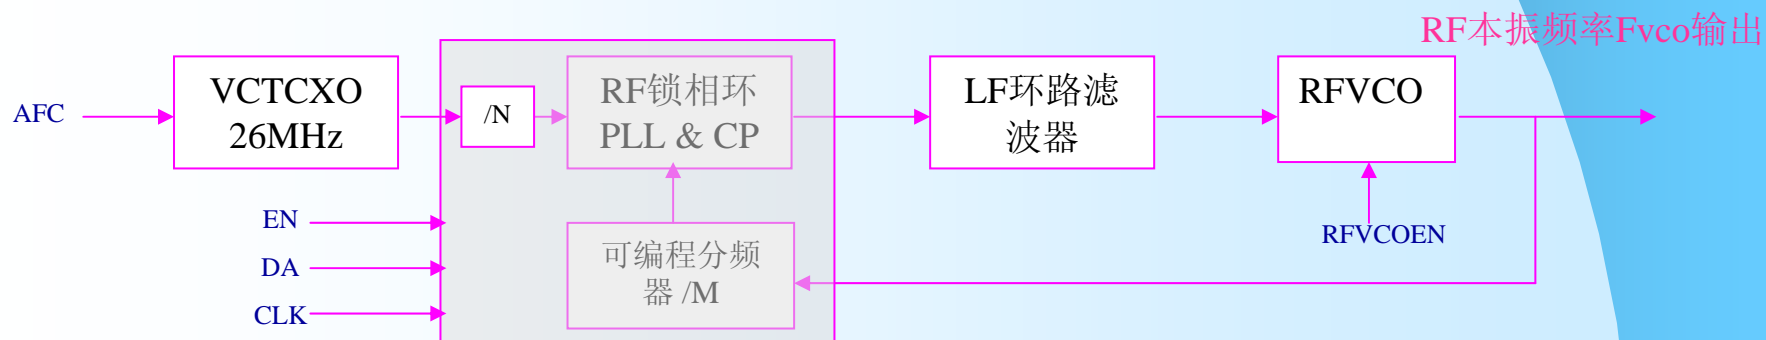 RF本振频率Fvco输出
AFC
VCTCXO
26MHz
/N
RF锁相环
PLL & CP
LF环路滤
波器
RFVCO
EN
DA
CLK
可编程分频
器 /M
RFVCOEN